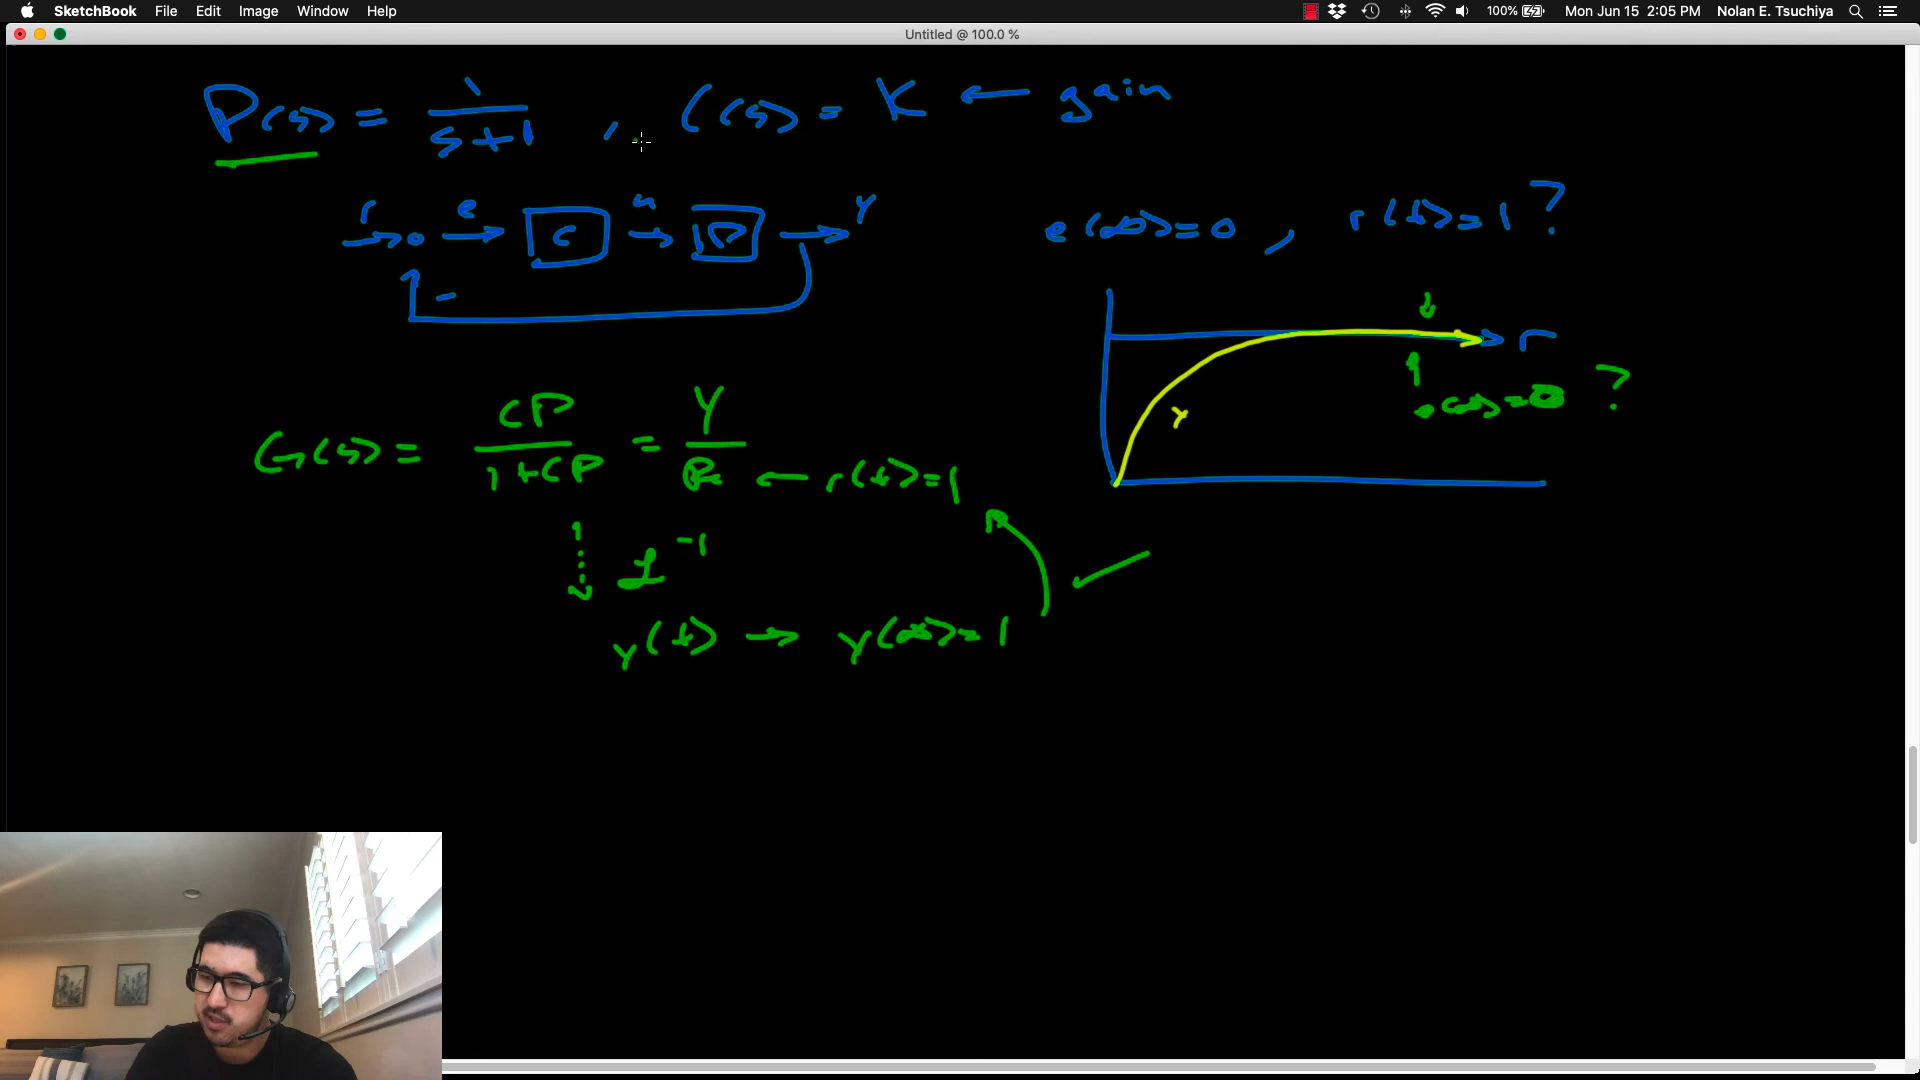 SketchBook File Edit Image Window Help 100% Mon Jun 15 2:05 PM Nolan E. Tsuchiya
Untitled @ 100.0 %
P(s) = 1/(s+1) , C(s) = K ← gain
r e C u P Y
-
e(∞)=0 , r(t)=1 ?
r
e(∞)=0 ?
Y
G(s) = CP/(1+CP) = Y/R ← r(t)=1
ℒ⁻¹
y(t) → y(∞)=1